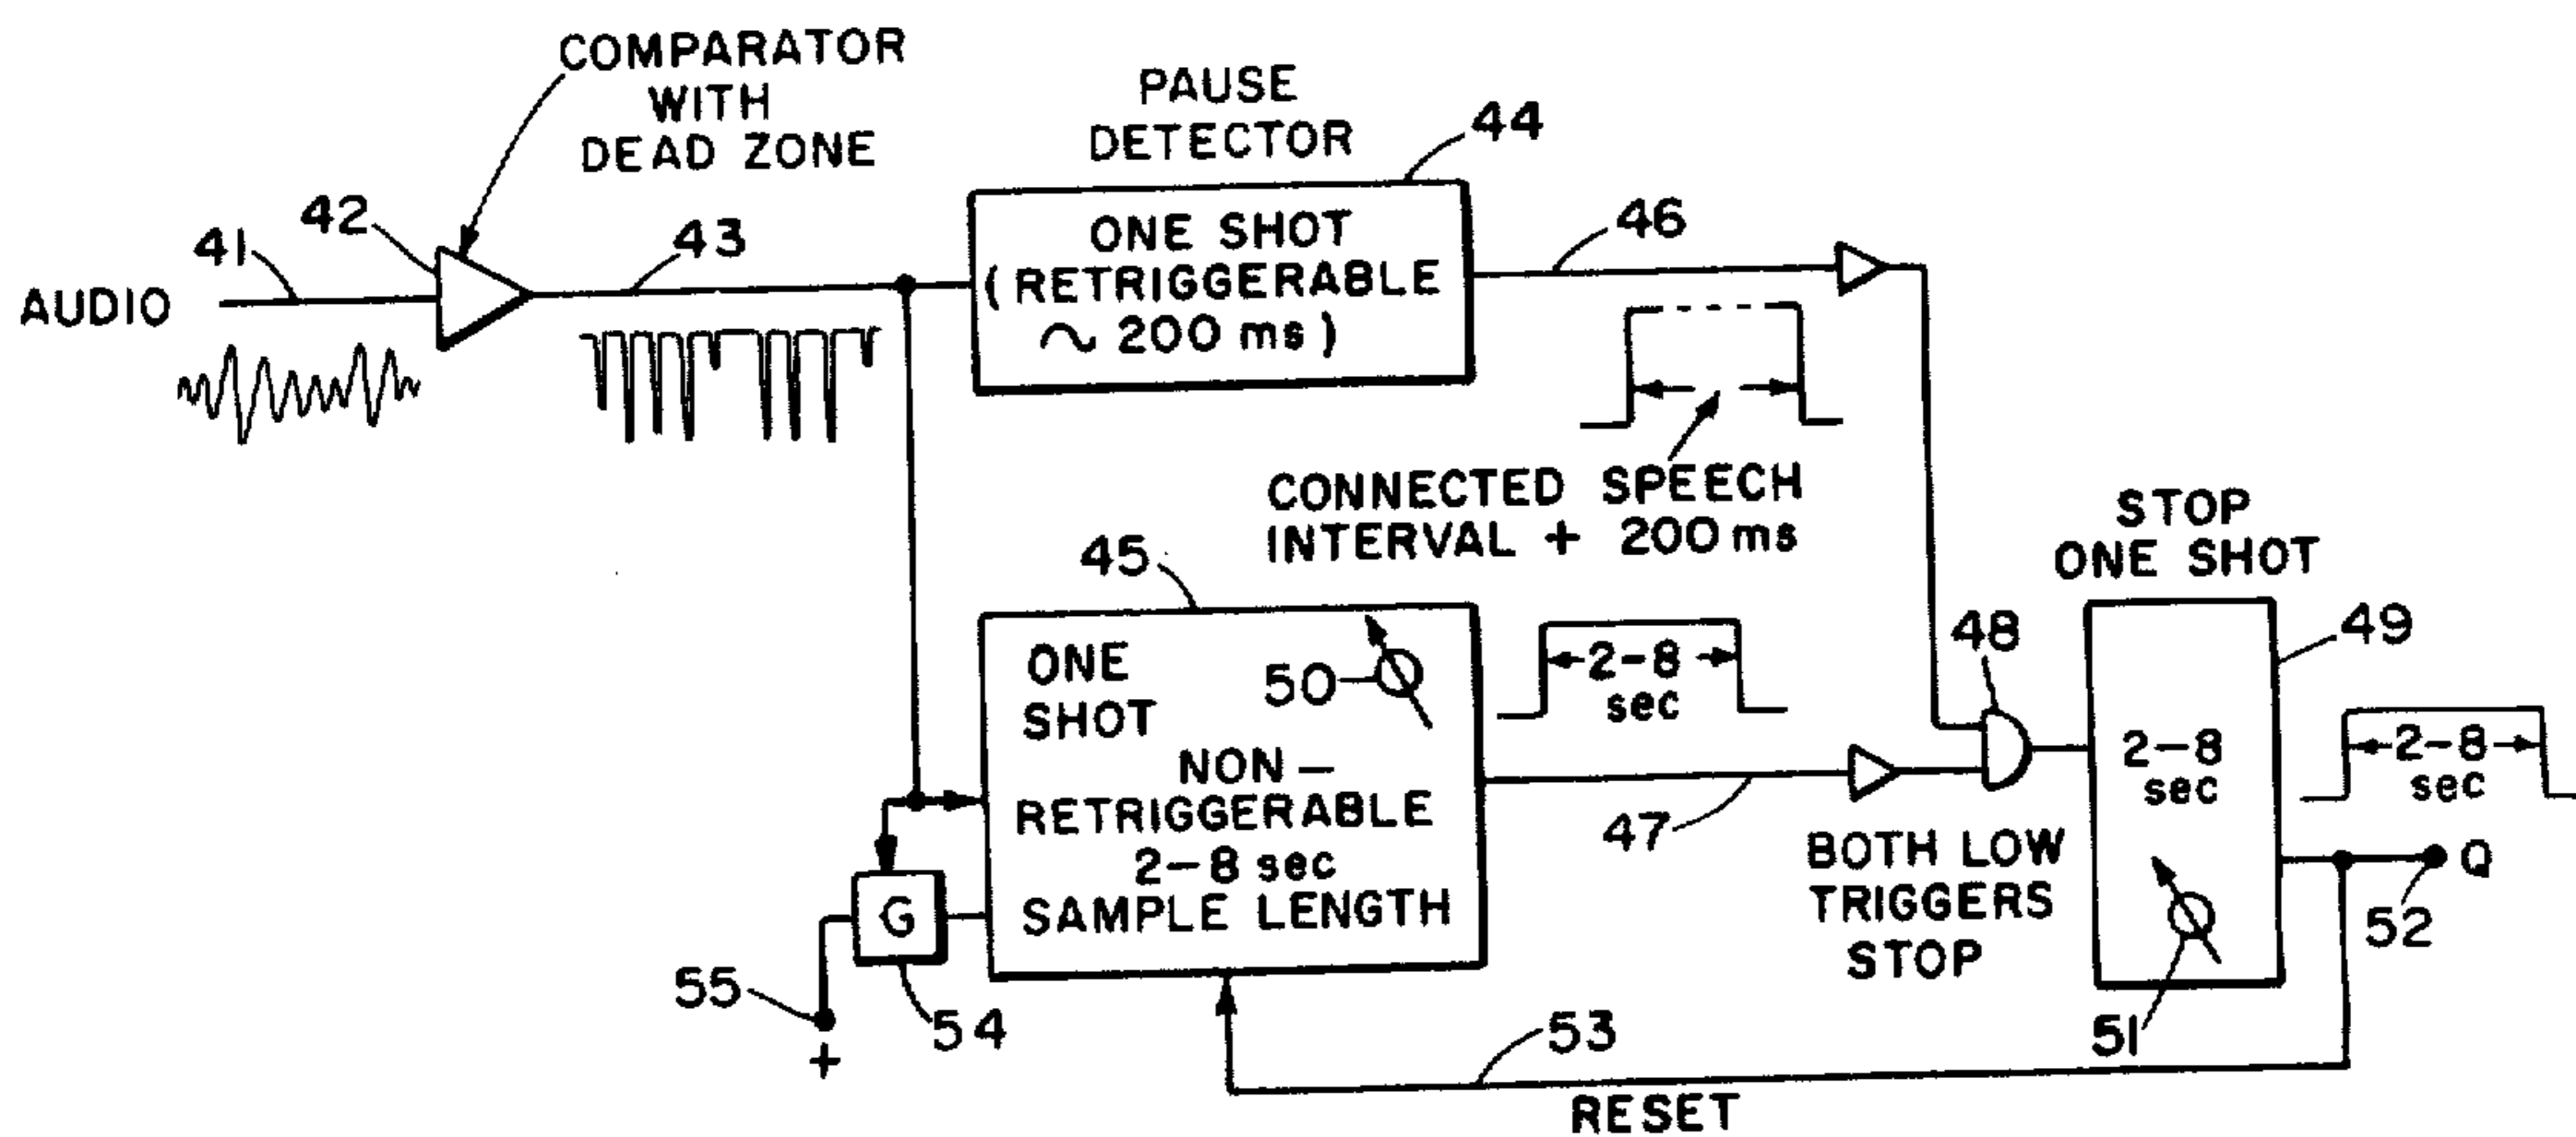 COMPARATOR
WITH
DEAD ZONE
PAUSE
DETECTOR
44
42
41
AUDIO
43
ONE SHOT
(RETRIGGERABLE
~ 200 ms)
46
CONNECTED SPEECH
INTERVAL + 200 ms
45
ONE
SHOT
50
NON-
RETRIGGERABLE
2-8 sec
SAMPLE LENGTH
2-8
sec
47
48
BOTH LOW
TRIGGERS
STOP
STOP
ONE SHOT
49
2-8
sec
51
2-8
sec
Q
52
G
54
55
+
53
RESET